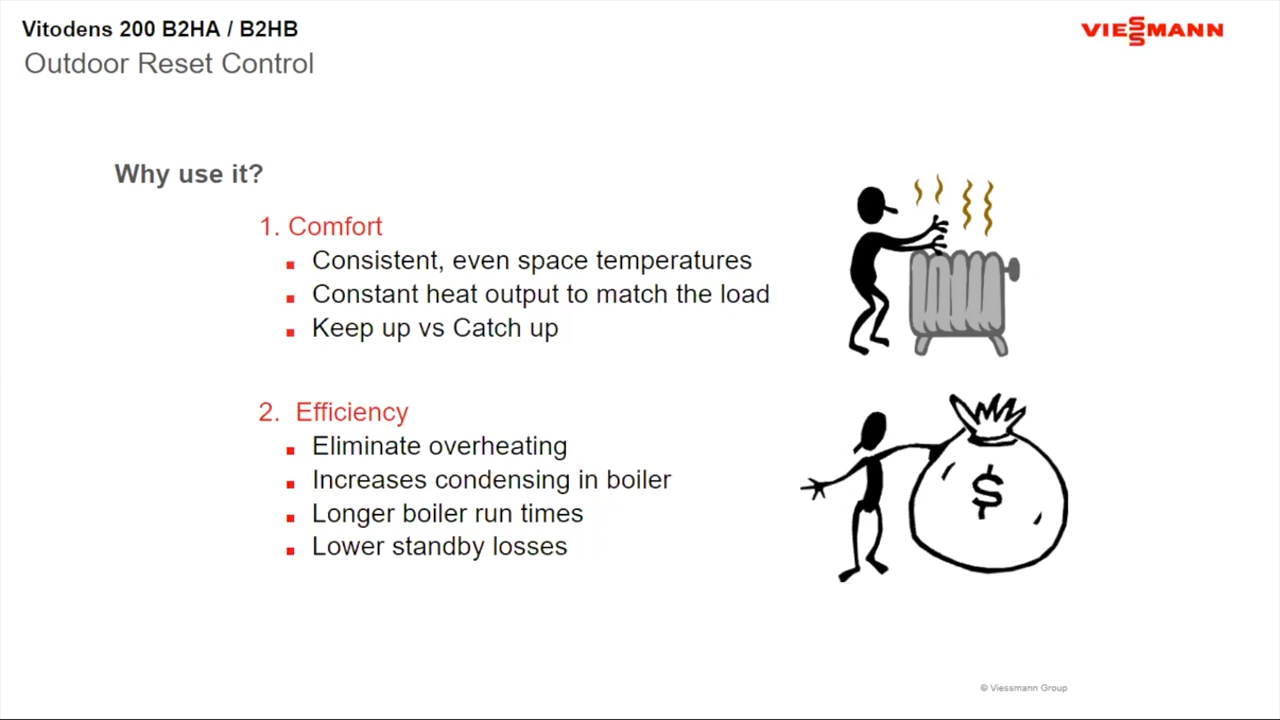 Vitodens 200 B2HA / B2HB
VIESSMANN
Outdoor Reset Control
Why use it?
1. Comfort
Consistent, even space temperatures
Constant heat output to match the load
Keep up vs Catch up
2. Efficiency
Eliminate overheating
Increases condensing in boiler
Longer boiler run times
Lower standby losses
$
© Viessmann Group